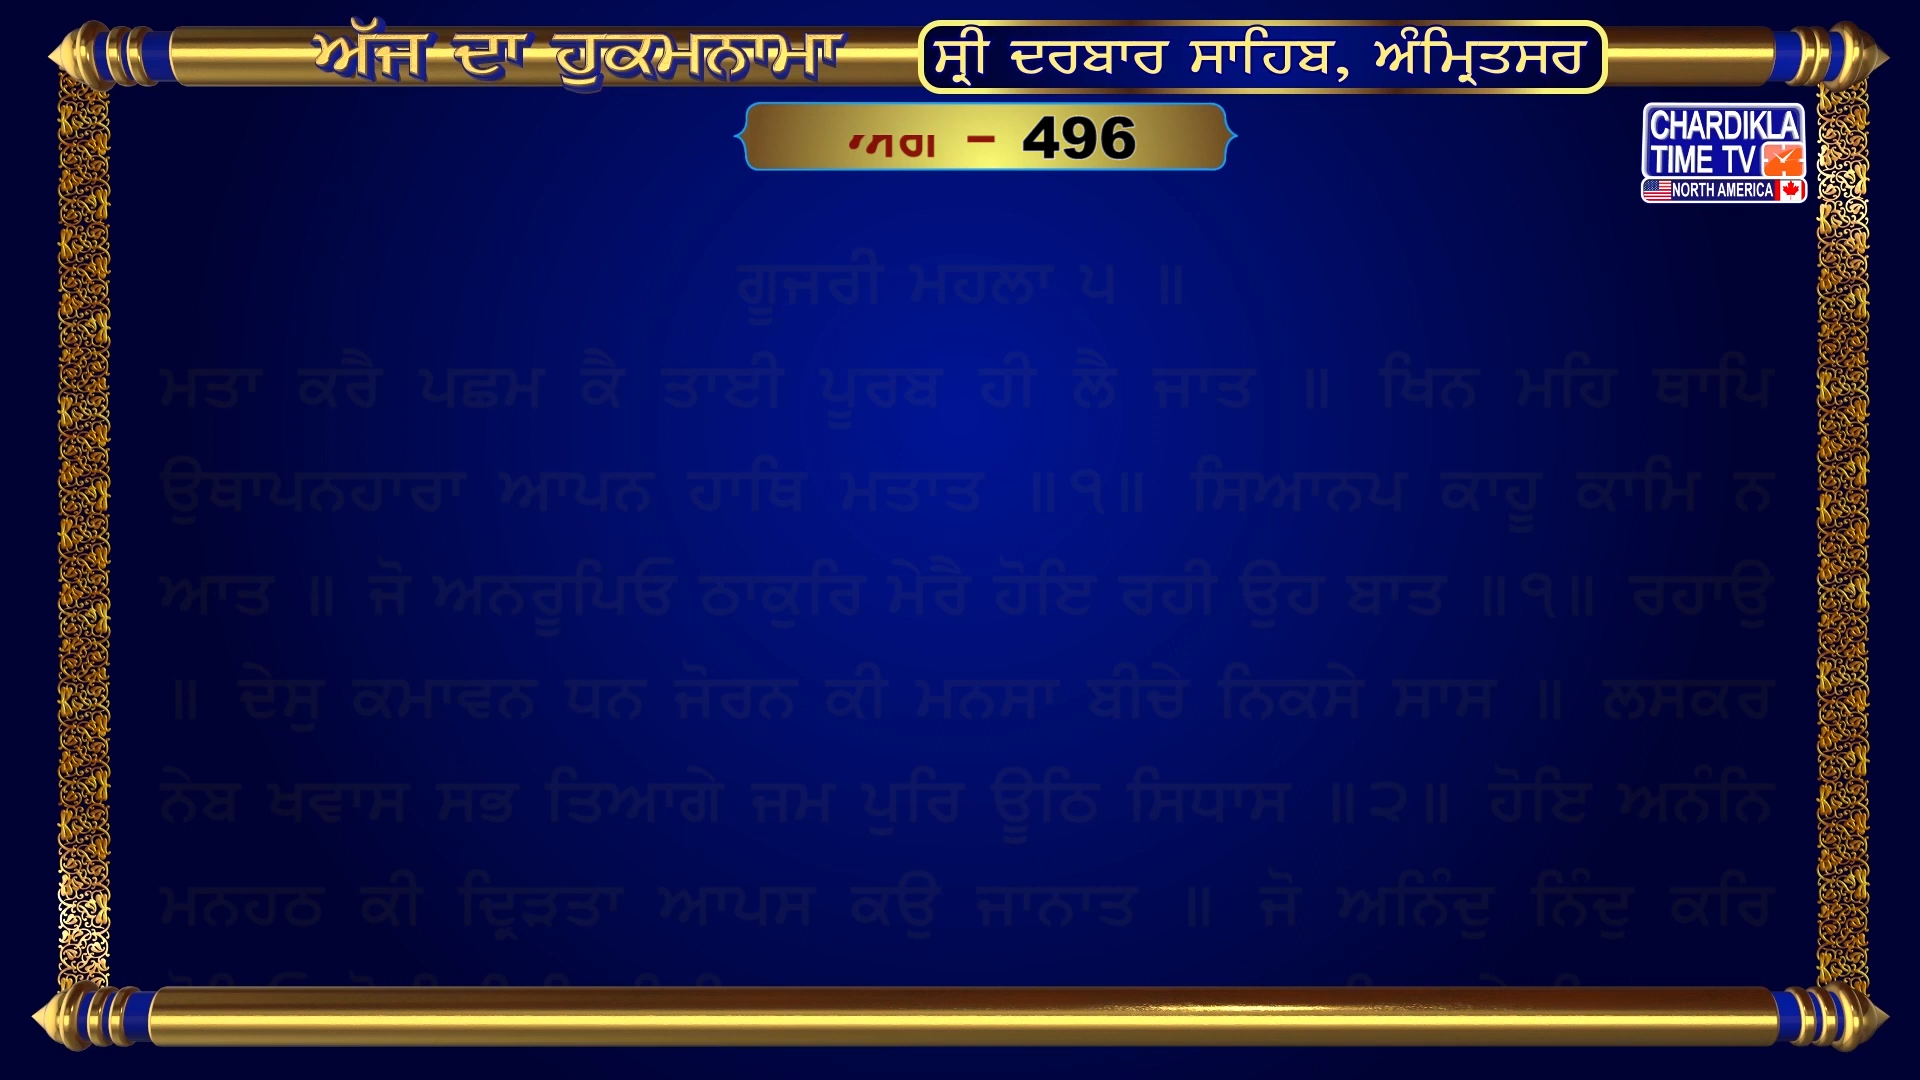 ਅੱਜ ਦਾ ਹੁਕਮਨਾਮਾ ਸ੍ਰੀ ਦਰਬਾਰ ਸਾਹਿਬ, ਅੰਮ੍ਰਿਤਸਰ
– 496
CHARDIKLA
TIME TV
NORTH AMERICA
ਗੂਜਰੀ ਮਹਲਾ ੫ ॥
ਮਤਾ ਕਰੈ ਪਛਮ ਕੈ ਤਾਈ ਪੂਰਬ ਹੀ ਲੈ ਜਾਤ ॥ ਖਿਨ ਮਹਿ ਥਾਪਿ
ਉਥਾਪਨਹਾਰਾ ਆਪਨ ਹਾਥਿ ਮਤਾਤ ॥੧॥ ਸਿਆਨਪ ਕਾਹੂ ਕਾਮਿ ਨ
ਆਤ ॥ ਜੋ ਅਨਰੂਪਿਓ ਠਾਕੁਰਿ ਮੇਰੈ ਹੋਇ ਰਹੀ ਉਹ ਬਾਤ ॥੧॥ ਰਹਾਉ
॥ ਦੇਸੁ ਕਮਾਵਨ ਧਨ ਜੋਰਨ ਕੀ ਮਨਸਾ ਬੀਚੇ ਨਿਕਸੇ ਸਾਸ ॥ ਲਸਕਰ
ਨੇਬ ਖਵਾਸ ਸਭ ਤਿਆਗੇ ਜਮ ਪੁਰਿ ਊਠਿ ਸਿਧਾਸ ॥੨॥ ਹੋਇ ਅਨੰਨਿ
ਮਨਹਠ ਕੀ ਦ੍ਰਿੜਤਾ ਆਪਸ ਕਉ ਜਾਨਾਤ ॥ ਜੋ ਅਨਿੰਦੁ ਨਿੰਦੁ ਕਰਿ